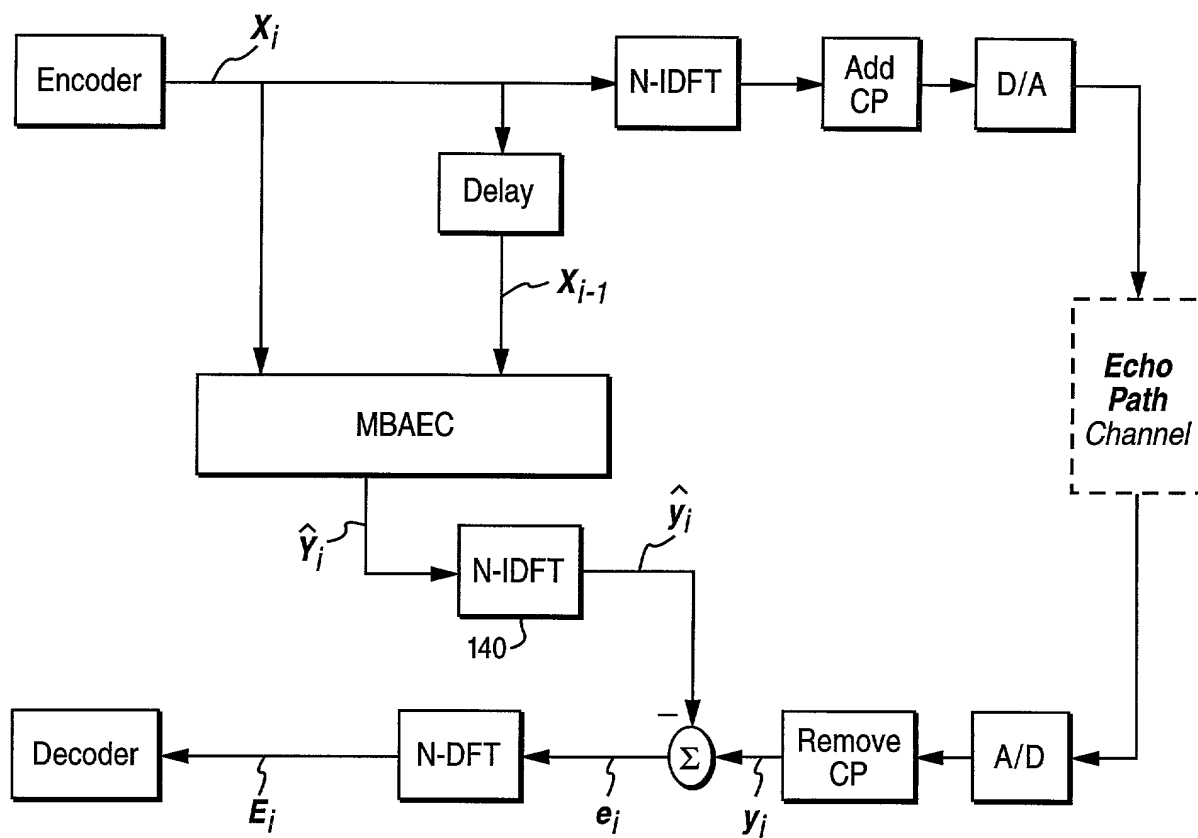 X_i
Encoder
N-IDFT
Add
CP
D/A
Delay
X_{i-1}
Echo
Path
Channel
MBAEC
Ŷ_i
N-IDFT
ŷ_i
140
−
Decoder
N-DFT
Σ
Remove
CP
A/D
E_i
e_i
y_i